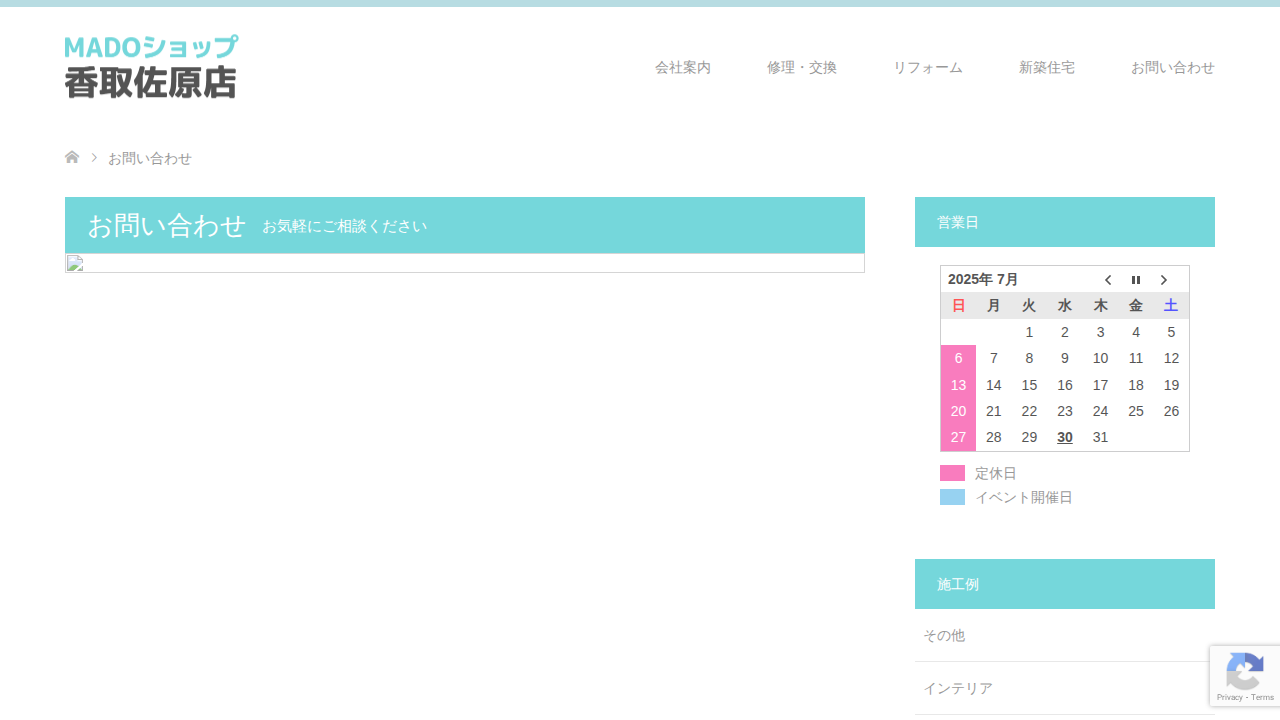 MADOショップ
香取佐原店
会社案内 修理・交換 リフォーム 新築住宅 お問い合わせ
お問い合わせ
お問い合わせ お気軽にご相談ください
営業日
2025年 7月
日 月 火 水 木 金 土
1 2 3 4 5
6 7 8 9 10 11 12
13 14 15 16 17 18 19
20 21 22 23 24 25 26
27 28 29 30 31
定休日
イベント開催日
施工例
その他
インテリア
Privacy - Terms